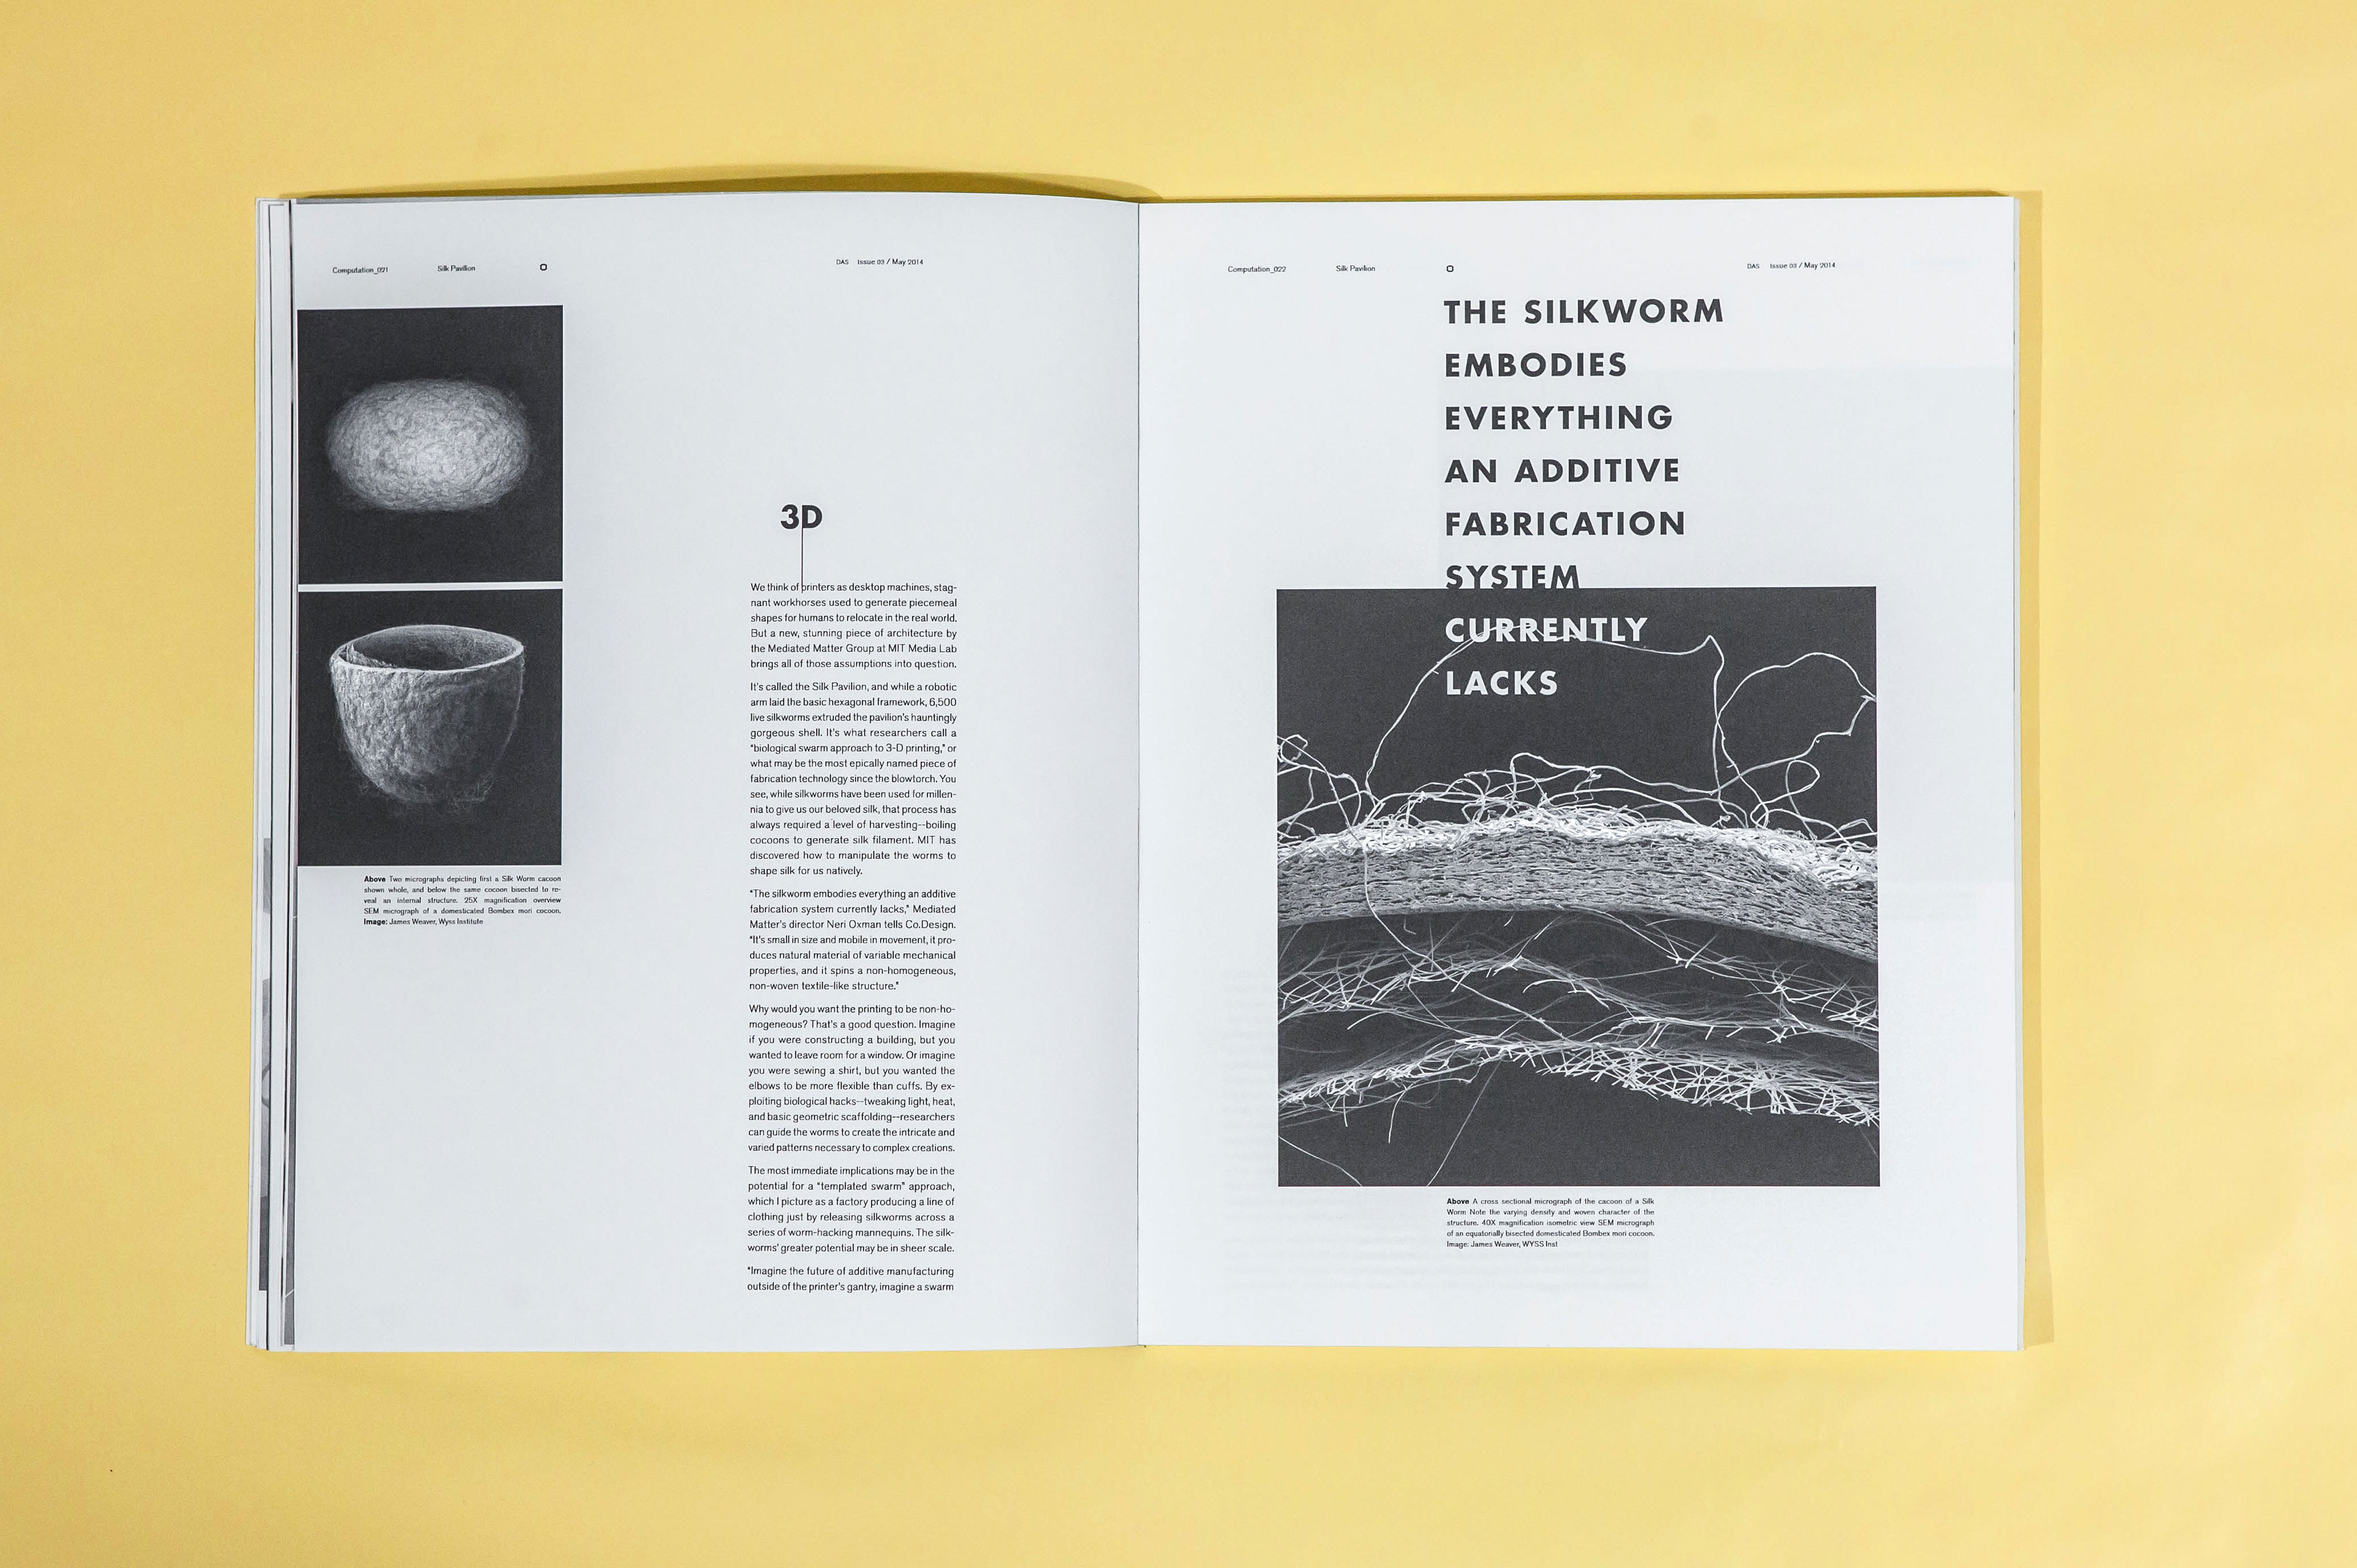 Computation_021 Silk Pavilion DAS Issue 03 / May 2014
Above Two micrographs depicting first a Silk Worm cacoon
shown whole, and below the same cocoon bisected to re-
veal an internal structure. 25X magnification overview
SEM micrograph of a domesticated Bombex mori cocoon.
Image: James Weaver, Wyss Institute
3D
We think of printers as desktop machines, stag-
nant workhorses used to generate piecemeal
shapes for humans to relocate in the real world.
But a new, stunning piece of architecture by
the Mediated Matter Group at MIT Media Lab
brings all of those assumptions into question.
It's called the Silk Pavilion, and while a robotic
arm laid the basic hexagonal framework, 6,500
live silkworms extruded the pavilion's hauntingly
gorgeous shell. It's what researchers call a
"biological swarm approach to 3-D printing," or
what may be the most epically named piece of
fabrication technology since the blowtorch. You
see, while silkworms have been used for millen-
nia to give us our beloved silk, that process has
always required a level of harvesting--boiling
cocoons to generate silk filament. MIT has
discovered how to manipulate the worms to
shape silk for us natively.
"The silkworm embodies everything an additive
fabrication system currently lacks," Mediated
Matter's director Neri Oxman tells Co.Design.
"It's small in size and mobile in movement, it pro-
duces natural material of variable mechanical
properties, and it spins a non-homogeneous,
non-woven textile-like structure."
Why would you want the printing to be non-ho-
mogeneous? That's a good question. Imagine
if you were constructing a building, but you
wanted to leave room for a window. Or imagine
you were sewing a shirt, but you wanted the
elbows to be more flexible than cuffs. By ex-
ploiting biological hacks--tweaking light, heat,
and basic geometric scaffolding--researchers
can guide the worms to create the intricate and
varied patterns necessary to complex creations.
The most immediate implications may be in the
potential for a "templated swarm" approach,
which I picture as a factory producing a line of
clothing just by releasing silkworms across a
series of worm-hacking mannequins. The silk-
worms' greater potential may be in sheer scale.
"Imagine the future of additive manufacturing
outside of the printer's gantry, imagine a swarm
Computation_022 Silk Pavilion DAS Issue 03 / May 2014
THE SILKWORM
EMBODIES
EVERYTHING
AN ADDITIVE
FABRICATION
SYSTEM
CURRENTLY
LACKS
Above A cross sectional micrograph of the cacoon of a Silk
Worm Note the varying density and woven character of the
structure. 40X magnification isometric view SEM micrograph
of an equatorially bisected domesticated Bombex mori cocoon.
Image: James Weaver, WYSS Inst